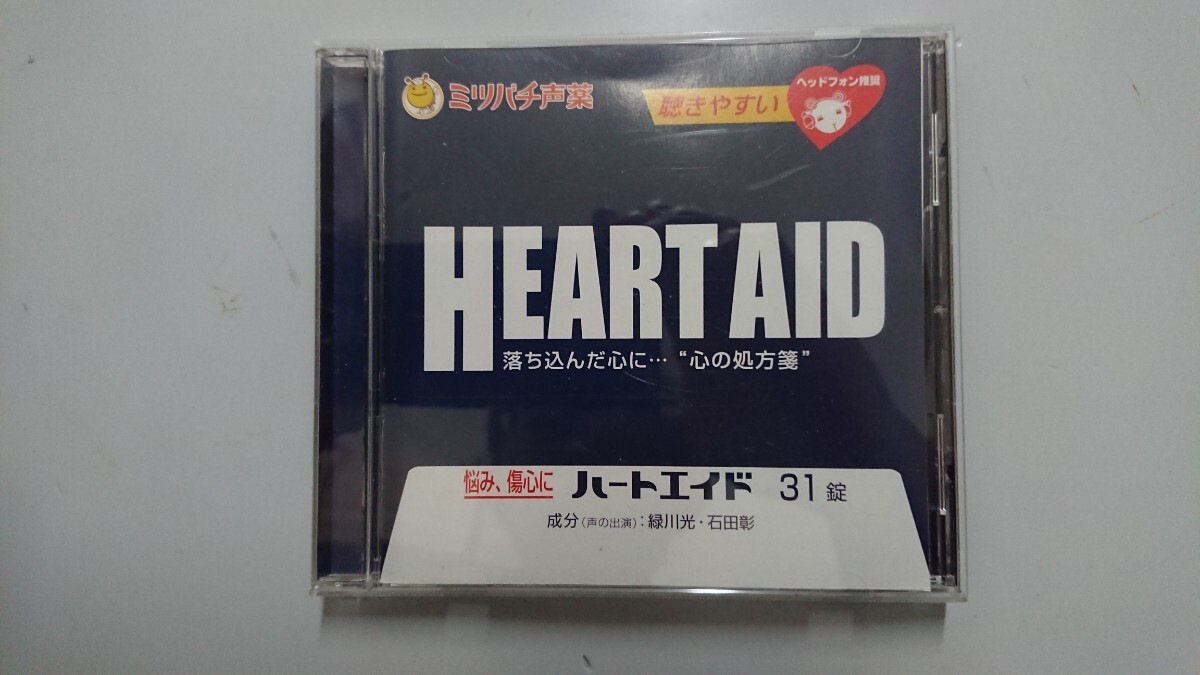 ミツバチ声薬
聴きやすい
ヘッドフォン推奨
HEART AID
落ち込んだ心に… “心の処方箋”
悩み、傷心に ハートエイド 31錠
成分(声の出演):緑川光・石田彰